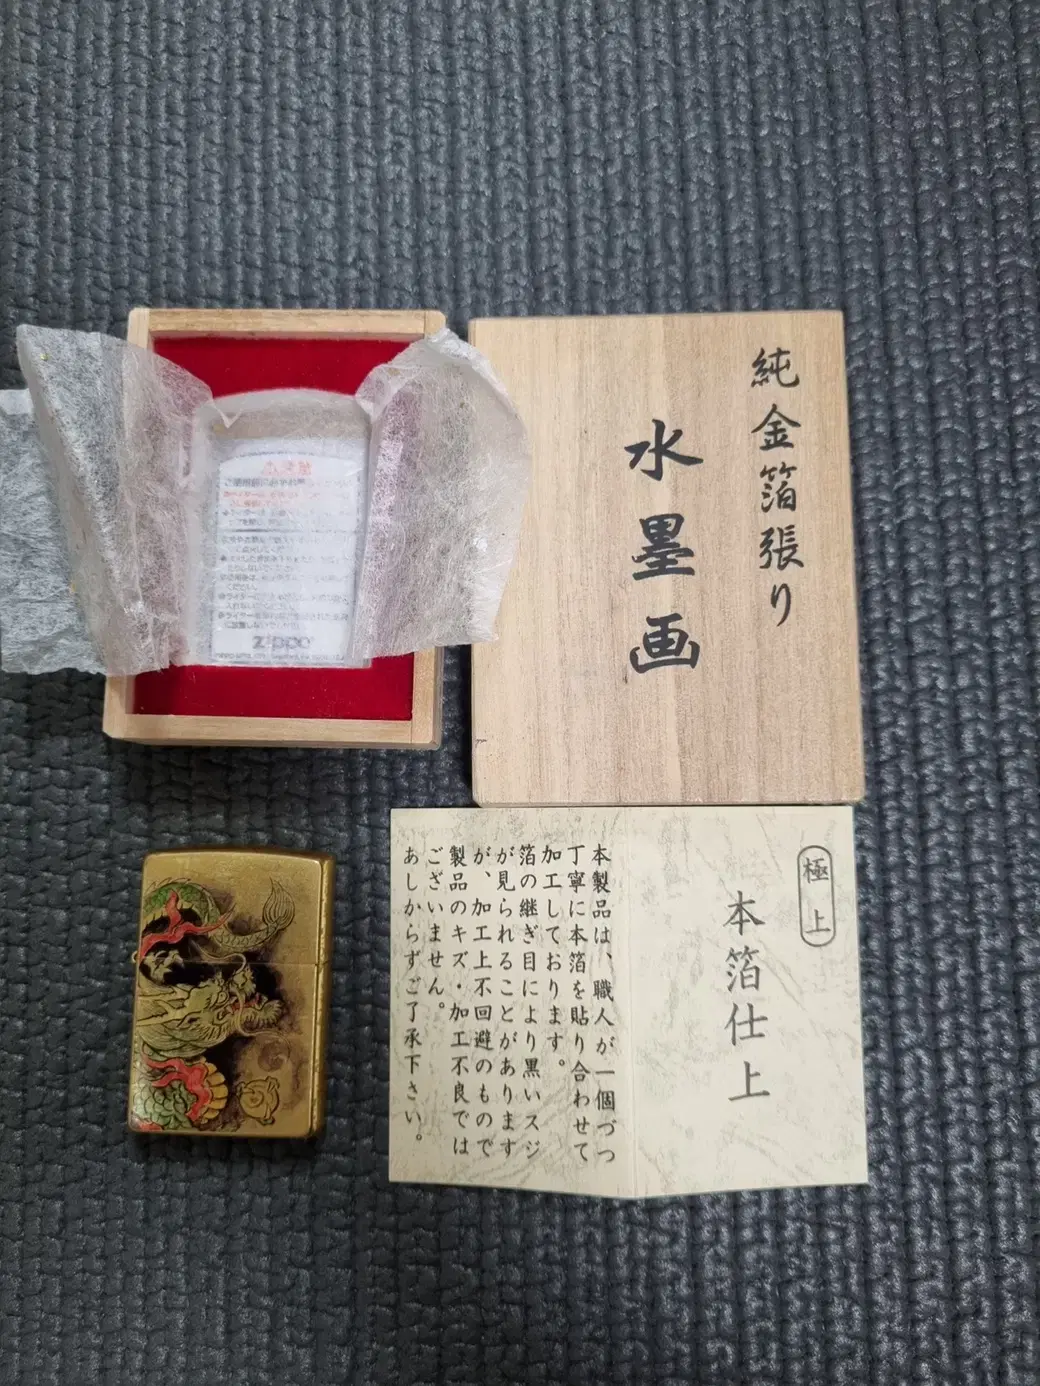 純金箔張り
水墨画
極上
本箔仕上
本製品は、職人が一個づつ
丁寧に本箔を貼り合わせて
加工しております。
箔の継ぎ目により黒いスジ
が見られることがあります
が、加工上不回避のもので
製品のキズ・加工不良では
ございません。
あしからずご了承下さい。
Zippo